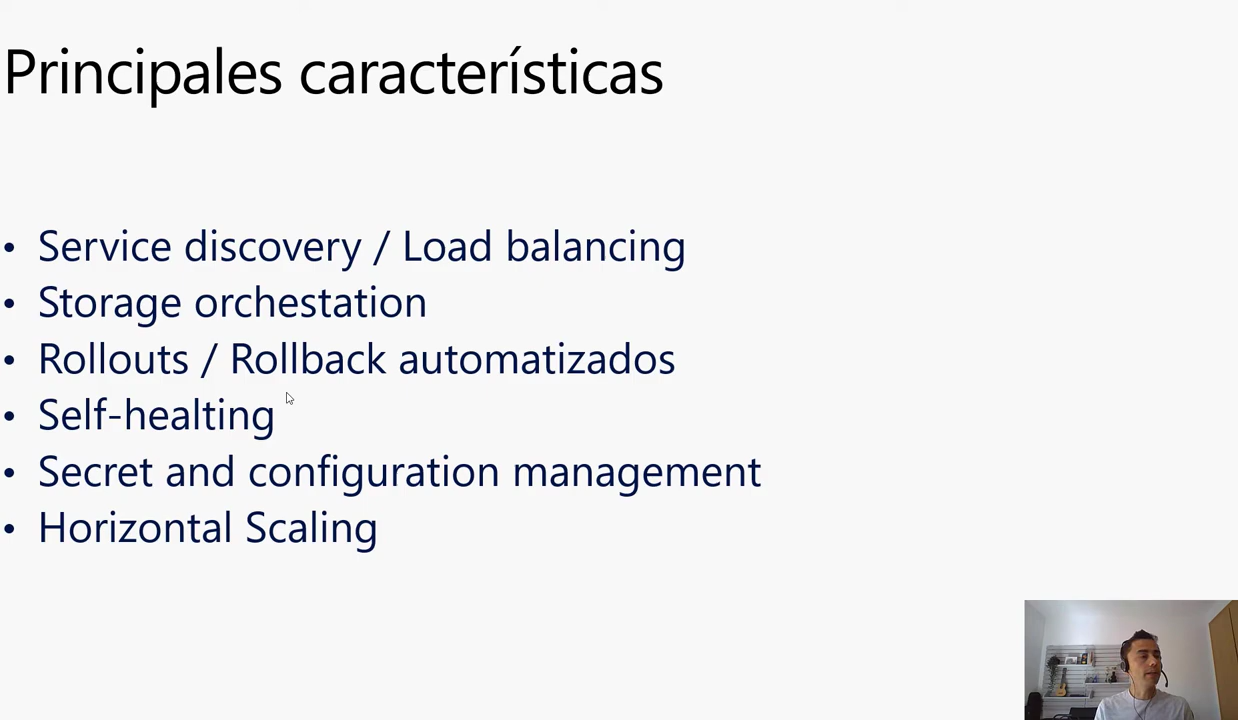 Principales características
• Service discovery / Load balancing
• Storage orchestation
• Rollouts / Rollback automatizados
• Self-healting
• Secret and configuration management
• Horizontal Scaling